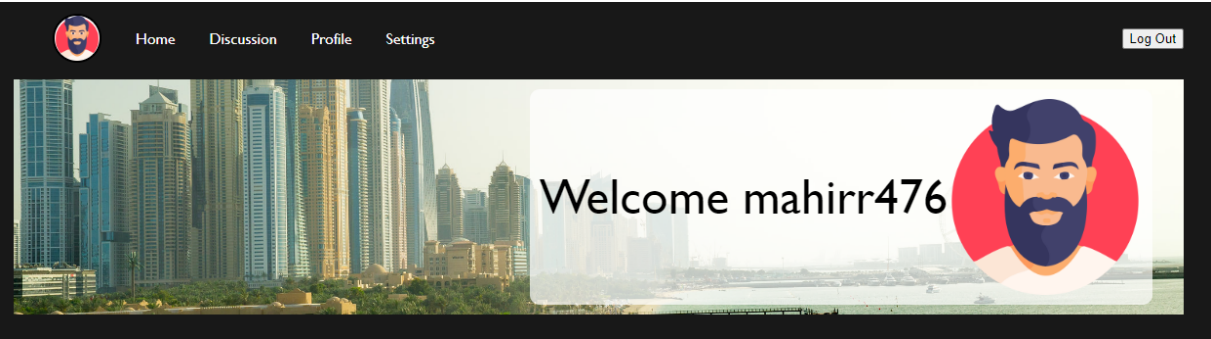 Home Discussion Profile Settings Log Out
Welcome mahirr476